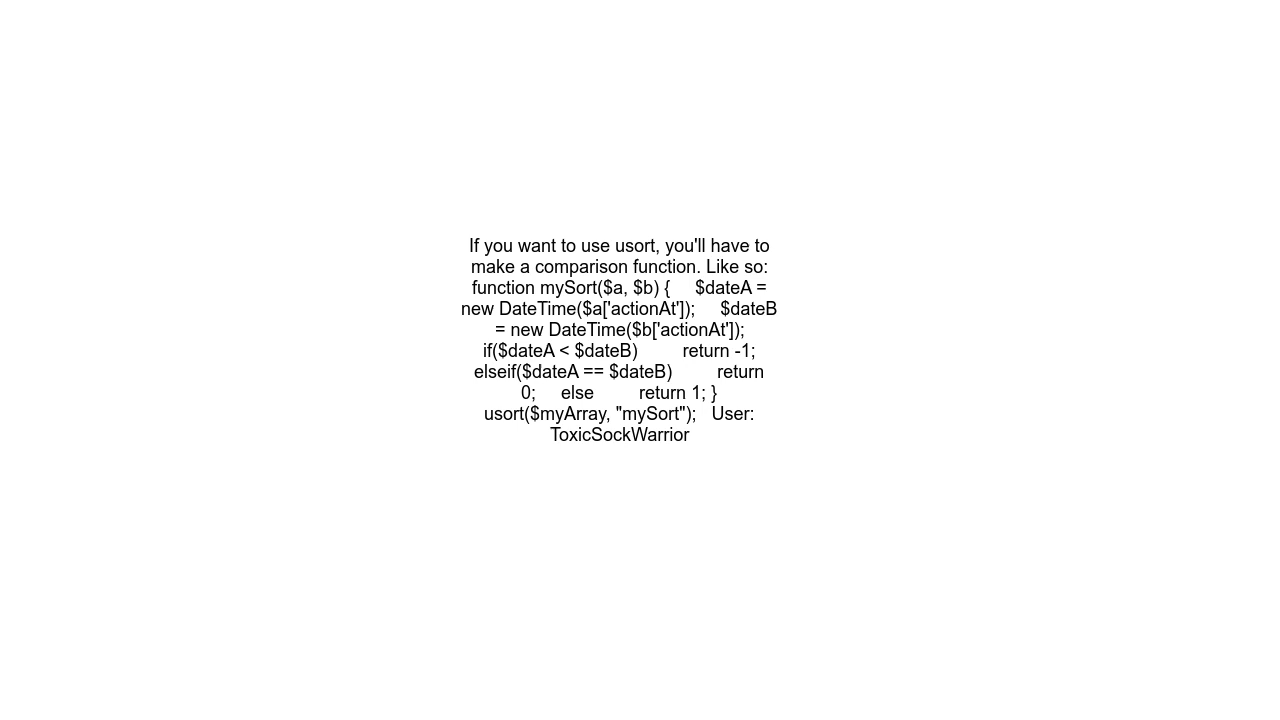 If you want to use usort, you'll have to
make a comparison function. Like so:
function mySort($a, $b) {     $dateA =
new DateTime($a['actionAt']);     $dateB
= new DateTime($b['actionAt']);
if($dateA < $dateB)         return -1;
elseif($dateA == $dateB)         return
0;     else         return 1; }
usort($myArray, "mySort");   User:
ToxicSockWarrior